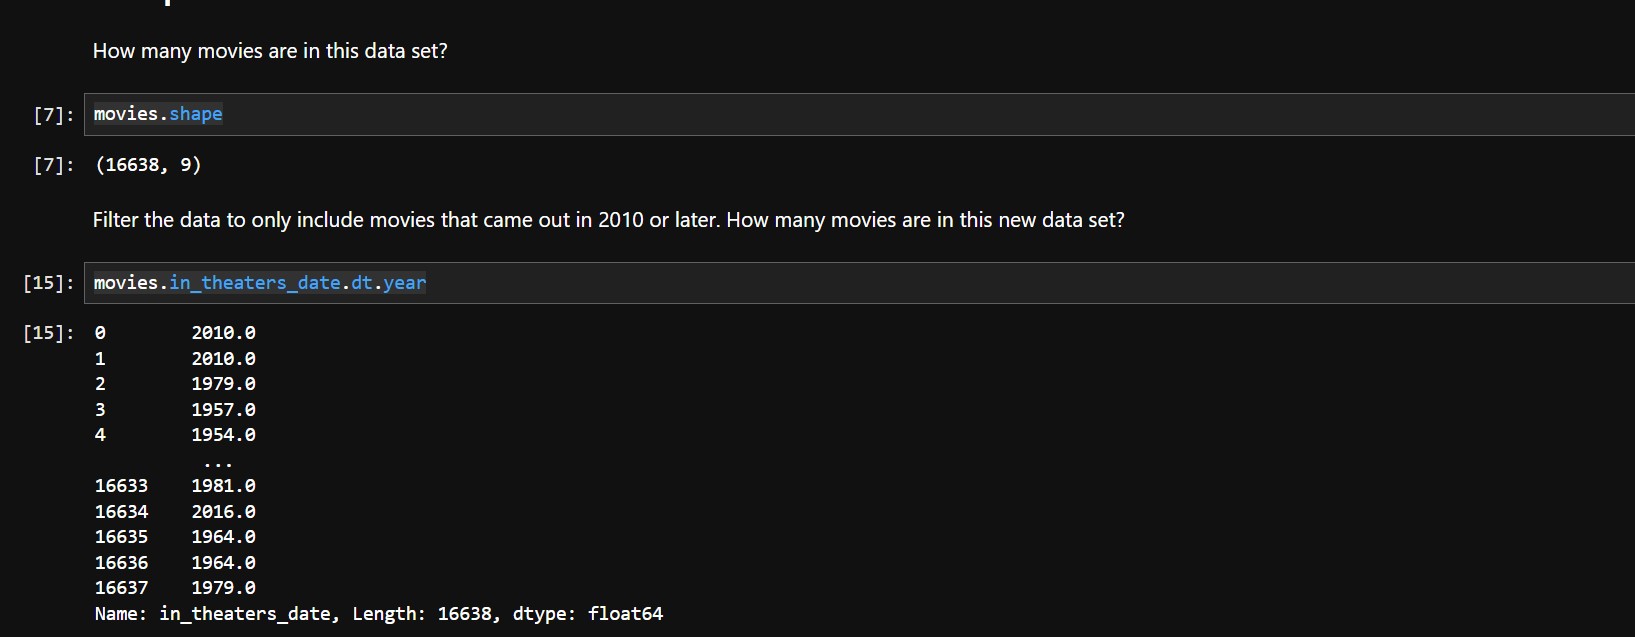 How many movies are in this data set?
[7]: movies.shape
[7]: (16638, 9)
Filter the data to only include movies that came out in 2010 or later. How many movies are in this new data set?
[15]: movies.in_theaters_date.dt.year
[15]: 0        2010.0
1        2010.0
2        1979.0
3        1957.0
4        1954.0
...
16633    1981.0
16634    2016.0
16635    1964.0
16636    1964.0
16637    1979.0
Name: in_theaters_date, Length: 16638, dtype: float64